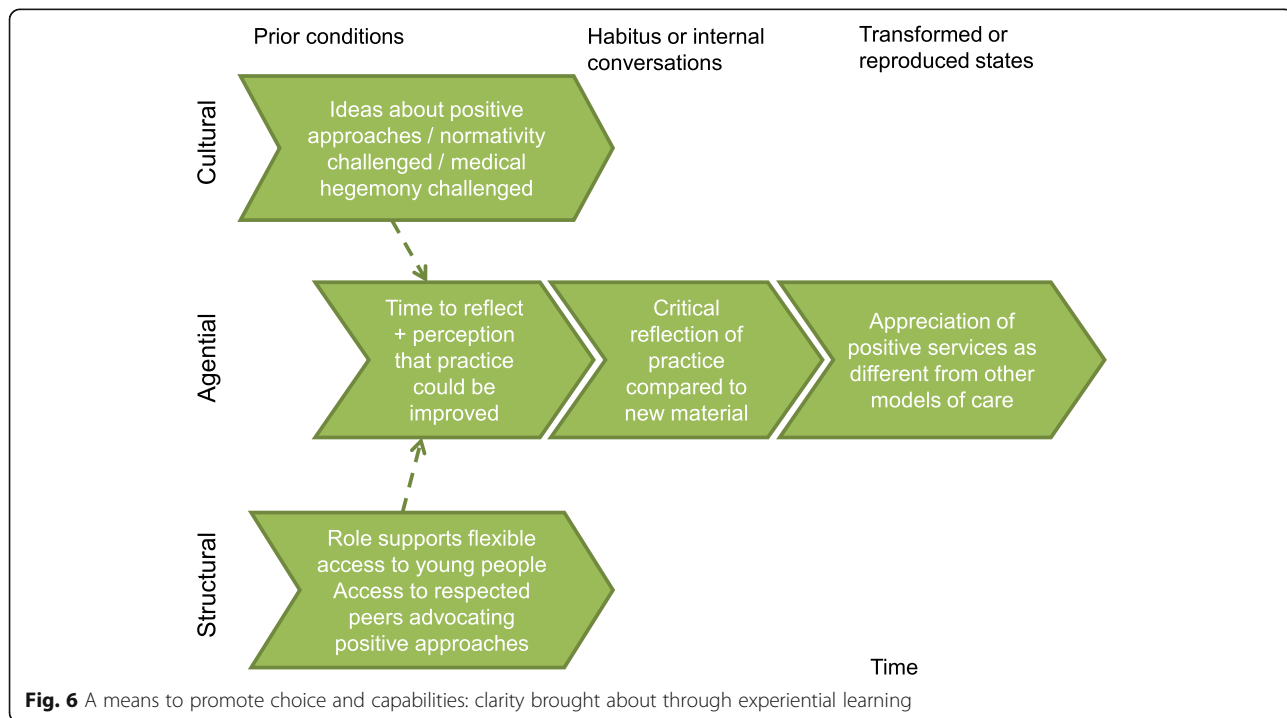 Prior conditions
Habitus or internal
conversations
Transformed or
reproduced states
Cultural
Ideas about positive
approaches / normativity
challenged / medical
hegemony challenged
Agential
Time to reflect
+ perception
that practice
could be
improved
Critical
reflection of
practice
compared to
new material
Appreciation of
positive services as
different from other
models of care
Structural
Role supports flexible
access to young people
Access to respected
peers advocating
positive approaches
Time
Fig. 6 A means to promote choice and capabilities: clarity brought about through experiential learning